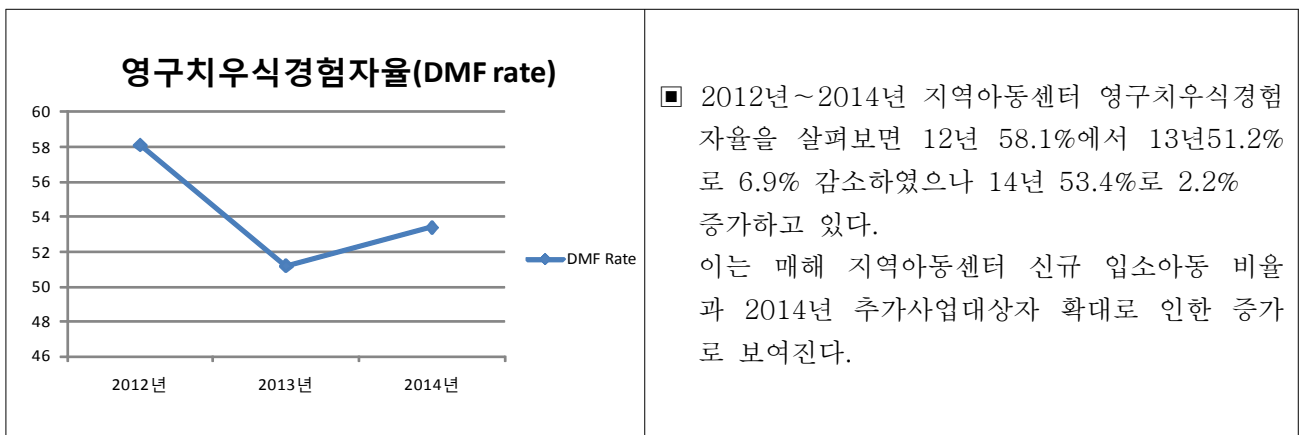 영구치우식경험자율(DMF rate)
60
58
56
54
52
50
48
46
2012년
2013년
2014년
DMF Rate
▣ 2012년~2014년 지역아동센터 영구치우식경험
자율을 살펴보면 12년 58.1%에서 13년51.2%
로 6.9% 감소하였으나 14년 53.4%로 2.2%
증가하고 있다.
이는 매해 지역아동센터 신규 입소아동 비율
과 2014년 추가사업대상자 확대로 인한 증가
로 보여진다.